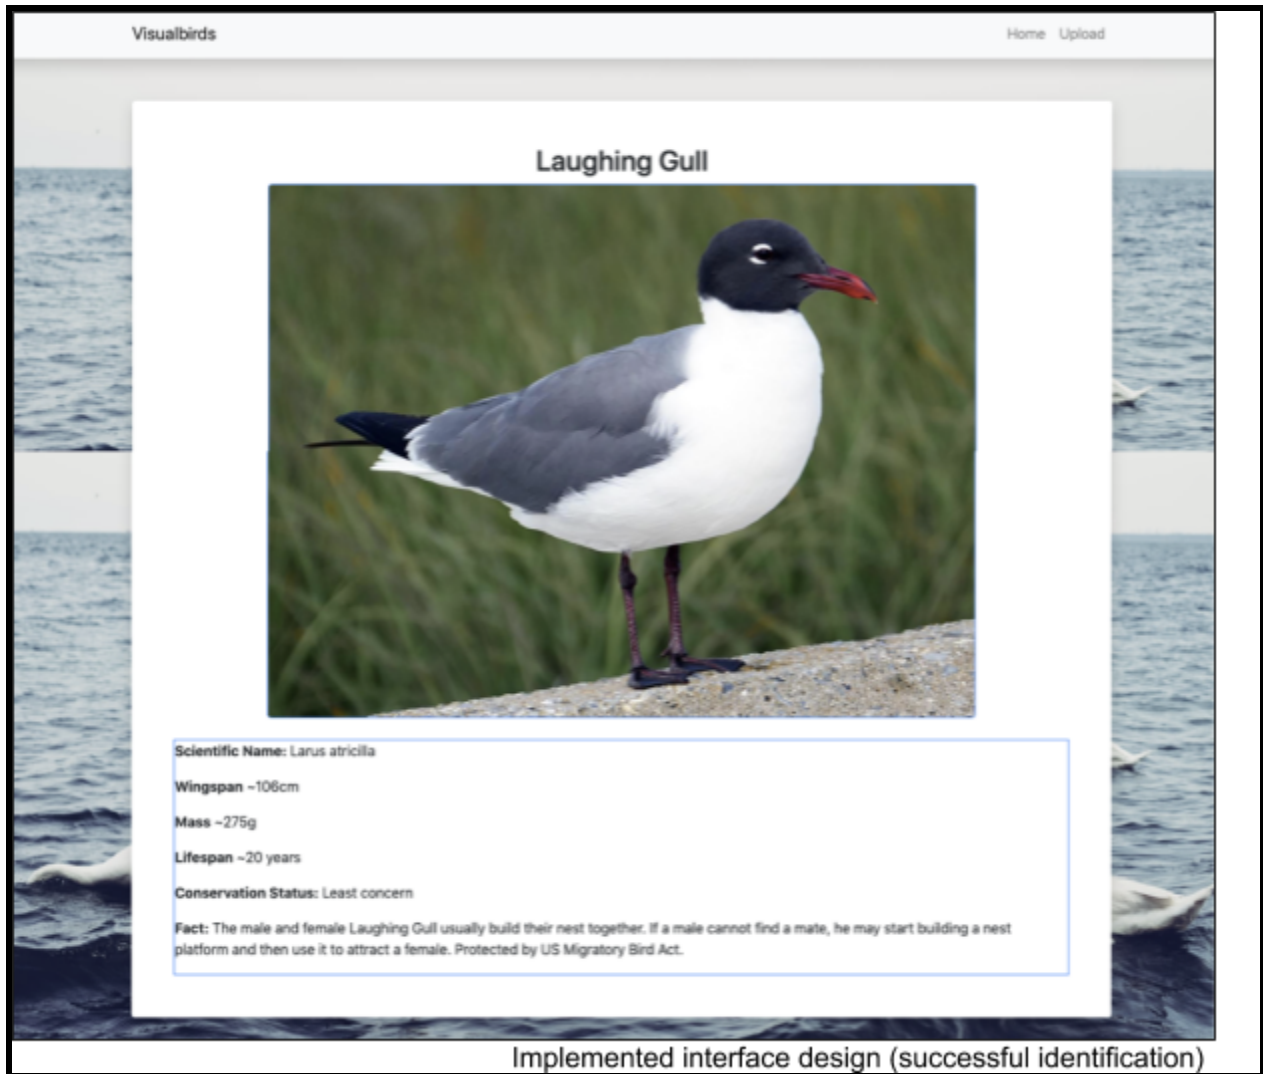 Visualbirds
Home Upload
Laughing Gull
Scientific Name: Larus atricilla
Wingspan ~106cm
Mass ~275g
Lifespan ~20 years
Conservation Status: Least concern
Fact: The male and female Laughing Gull usually build their nest together. If a male cannot find a mate, he may start building a nest
platform and then use it to attract a female. Protected by US Migratory Bird Act.
Implemented interface design (successful identification)